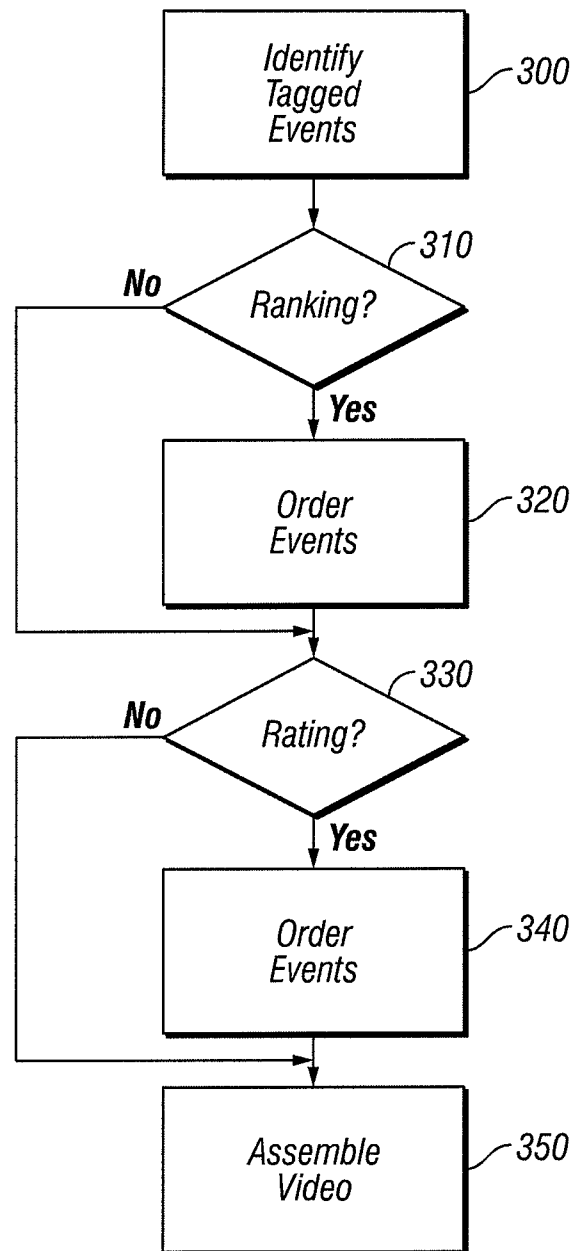 Identify
Tagged
Events
300
310
No
Ranking?
Yes
Order
Events
320
330
No
Rating?
Yes
Order
Events
340
Assemble
Video
350